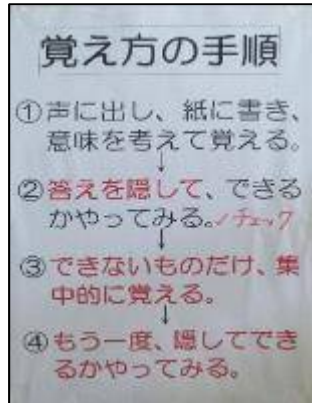 覚え方の手順
①声に出し、紙に書き、
意味を考えて覚える。
↓
②答えを隠して、できる
かやってみる。✓チェック
↓
③できないものだけ、集
中的に覚える。
↓
④もう一度、隠してでき
るかやってみる。